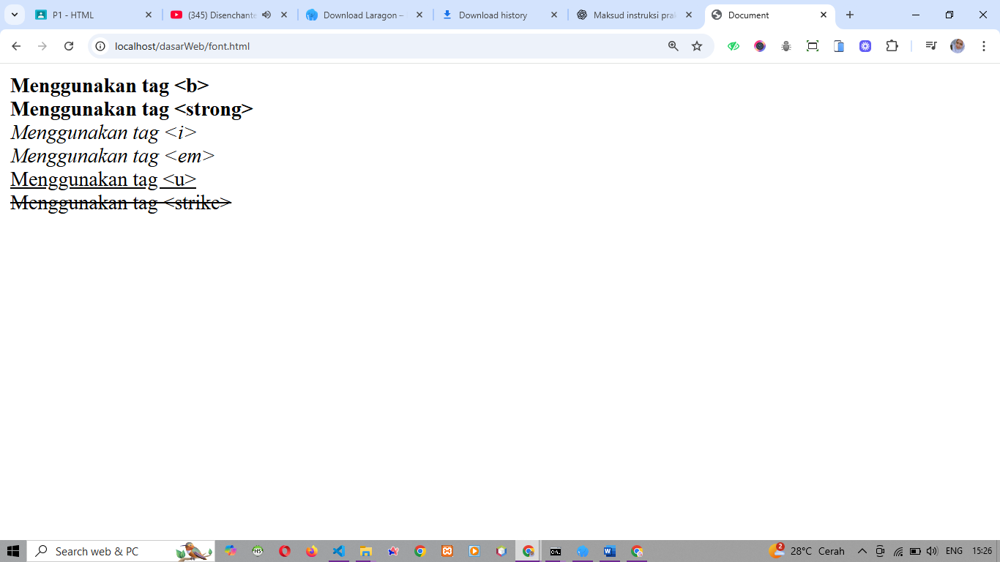 P1 - HTML
(345) Disenchante
Download Laragon –
Download history
Maksud instruksi pral
Document
localhost/dasarWeb/font.html
Menggunakan tag <b>
Menggunakan tag <strong>
Menggunakan tag <i>
Menggunakan tag <em>
Menggunakan tag <u>
Menggunakan tag <strike>
Search web & PC
HS
C:\.
W
2
28°C Cerah
ENG
15:26